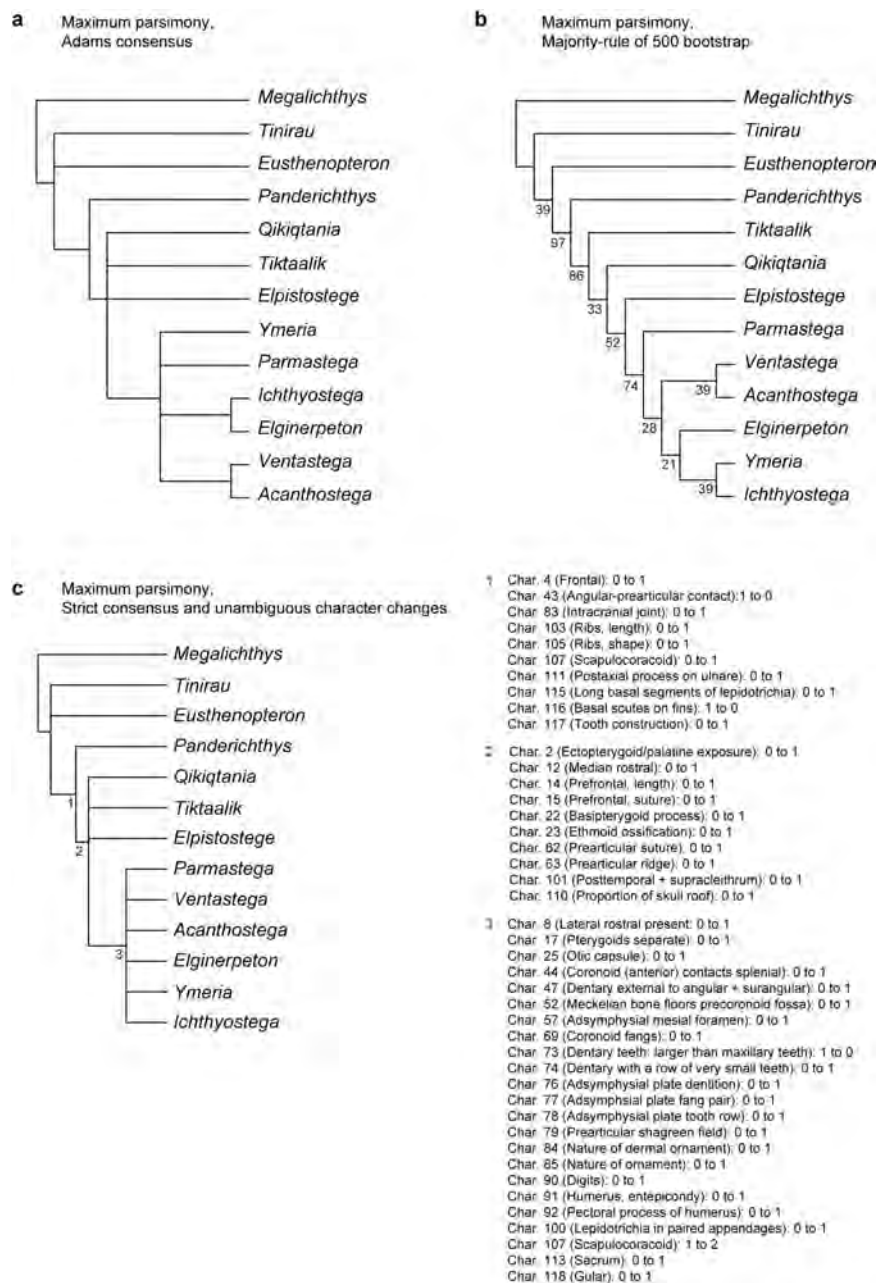 a Maximum parsimony,
Adams consensus
Megalichthys
Tinirau
Eusthenopteron
Panderichthys
Qikiqtania
Tiktaalik
Elpistostege
Ymeria
Parmastega
Ichthyostega
Elginerpeton
Ventastega
Acanthostega
b Maximum parsimony,
Majority-rule of 500 bootstrap
Megalichthys
Tinirau
Eusthenopteron
39
Panderichthys
97
Tiktaalik
86
Qikiqtania
33
Elpistostege
52
Parmastega
74
Ventastega
39
Acanthostega
28
Elginerpeton
21
Ymeria
39
Ichthyostega
c Maximum parsimony,
Strict consensus and unambiguous character changes
Megalichthys
Tinirau
Eusthenopteron
Panderichthys
1
Qikiqtania
Tiktaalik
Elpistostege
2
Parmastega
Ventastega
Acanthostega
3
Elginerpeton
Ymeria
Ichthyostega
1 Char. 4 (Frontal): 0 to 1
Char. 43 (Angular-prearticular contact):1 to 0
Char. 83 (Intracranial joint): 0 to 1
Char. 103 (Ribs, length): 0 to 1
Char. 105 (Ribs, shape): 0 to 1
Char. 107 (Scapulocoracoid): 0 to 1
Char. 111 (Postaxial process on ulnare): 0 to 1
Char. 115 (Long basal segments of lepidotrichia): 0 to 1
Char. 116 (Basal scutes on fins): 1 to 0
Char. 117 (Tooth construction): 0 to 1
2 Char. 2 (Ectopterygoid/palatine exposure): 0 to 1
Char. 12 (Median rostral): 0 to 1
Char. 14 (Prefrontal, length): 0 to 1
Char. 15 (Prefrontal, suture): 0 to 1
Char. 22 (Basipterygoid process): 0 to 1
Char. 23 (Ethmoid ossification): 0 to 1
Char. 62 (Prearticular suture): 0 to 1
Char. 63 (Prearticular ridge): 0 to 1
Char. 101 (Posttemporal + supracleithrum): 0 to 1
Char. 110 (Proportion of skull roof): 0 to 1
3 Char. 8 (Lateral rostral present: 0 to 1
Char. 17 (Pterygoids separate): 0 to 1
Char. 25 (Otic capsule): 0 to 1
Char. 44 (Coronoid (anterior) contacts splenial): 0 to 1
Char. 47 (Dentary external to angular + surangular): 0 to 1
Char. 52 (Meckelian bone floors precoronoid fossa): 0 to 1
Char. 57 (Adsymphysial mesial foramen): 0 to 1
Char. 69 (Coronoid fangs): 0 to 1
Char. 73 (Dentary teeth: larger than maxillary teeth): 1 to 0
Char. 74 (Dentary with a row of very small teeth): 0 to 1
Char. 76 (Adsymphysial plate dentition): 0 to 1
Char. 77 (Adsymphsial plate fang pair): 0 to 1
Char. 78 (Adsymphysial plate tooth row): 0 to 1
Char. 79 (Prearticular shagreen field): 0 to 1
Char. 84 (Nature of dermal ornament): 0 to 1
Char. 85 (Nature of ornament): 0 to 1
Char. 90 (Digits): 0 to 1
Char. 91 (Humerus, entepicondy): 0 to 1
Char. 92 (Pectoral process of humerus): 0 to 1
Char. 100 (Lepidotrichia in paired appendages): 0 to 1
Char. 107 (Scapulocoracoid): 1 to 2
Char. 113 (Sacrum): 0 to 1
Char. 118 (Gular): 0 to 1